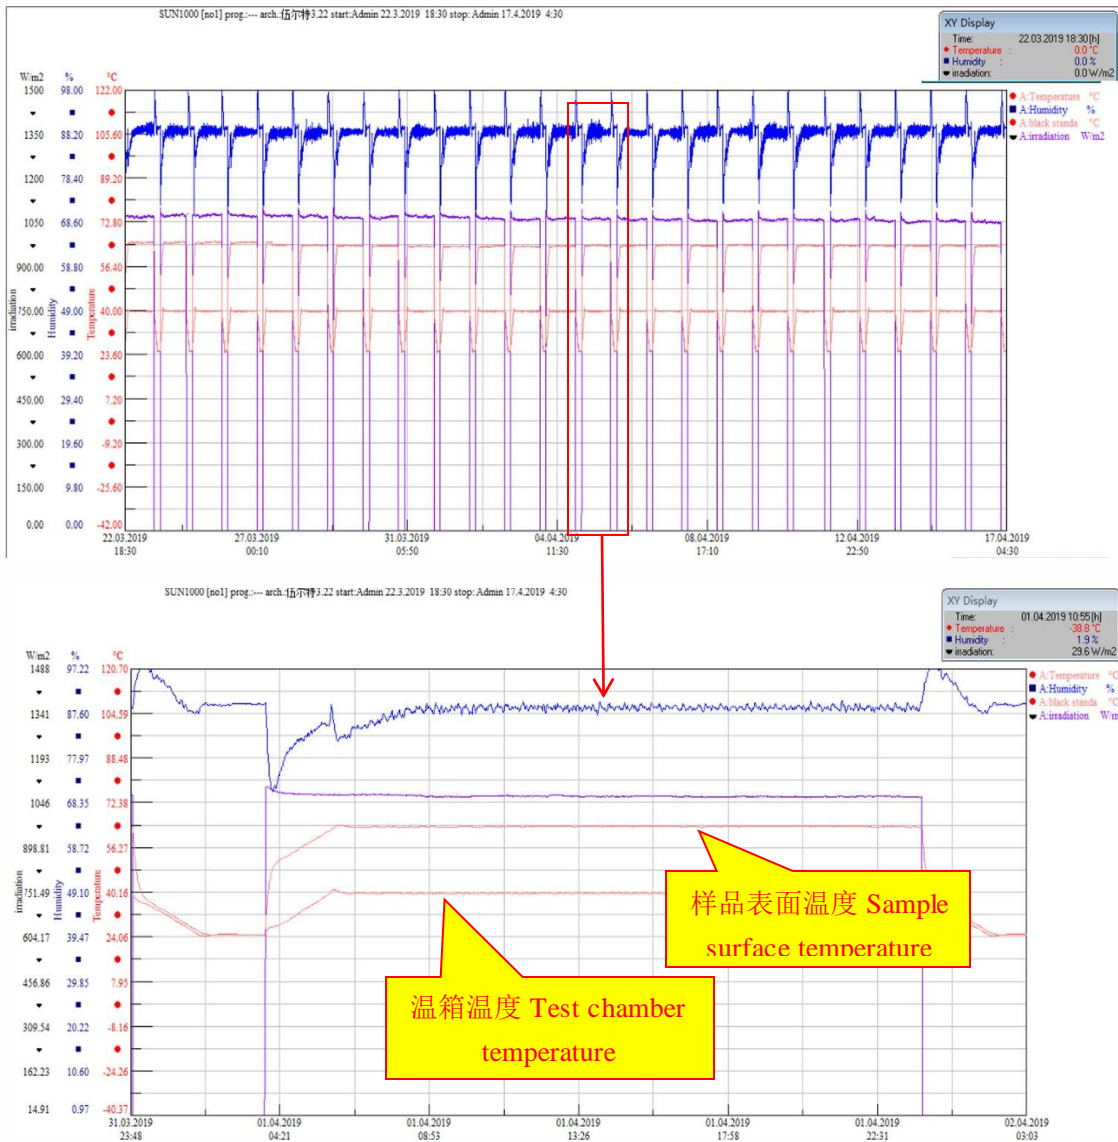 SUN1000 [no1] prog.:--- arch.:伍尔特3.22 start:Admin 22.3.2019 18:30 stop: Admin 17.4.2019 4:30
XY Display
Time: 22.03.2019 18:30 [h]
Temperature : 0.0 °C
Humidity : 0.0 %
irradiation: 0.0 W/m2
W/m2 % °C
1500 98.00 122.00
1350 88.20 105.60
1200 78.40 89.20
1050 68.60 72.80
900.00 58.80 56.40
750.00 49.00 40.00
600.00 39.20 23.60
450.00 29.40 7.20
300.00 19.60 -9.20
150.00 9.80 -25.60
0.00 0.00 -42.00
irradiation
Humidity
Temperature
A:Temperature °C
A:Humidity %
A:black standa °C
A:irradiation W/m2
22.03.2019 27.03.2019 31.03.2019 04.04.2019 08.04.2019 12.04.2019 17.04.2019
18:30 00:10 05:50 11:30 17:10 22:50 04:30
SUN1000 [no1] prog.:--- arch.:伍尔特3.22 start:Admin 22.3.2019 18:30 stop: Admin 17.4.2019 4:30
XY Display
Time: 01.04.2019 10:55 [h]
Temperature : -38.8 °C
Humidity : 1.9 %
irradiation: 29.6 W/m2
W/m2 % °C
1488 97.22 120.70
1341 87.60 104.59
1193 77.97 88.48
1046 68.35 72.38
898.81 58.72 56.27
751.49 49.10 40.16
604.17 39.47 24.06
456.86 29.85 7.95
309.54 20.22 -8.16
162.23 10.60 -24.26
14.91 0.97 -40.37
irradiation
Humidity
Temperature
A:Temperature °C
A:Humidity %
A:black standa °C
A:irradiation W/m
样品表面温度 Sample
surface temperature
温箱温度 Test chamber
temperature
31.03.2019 01.04.2019 01.04.2019 01.04.2019 01.04.2019 01.04.2019 02.04.2019
23:48 04:21 08:53 13:26 17:58 22:31 03:03